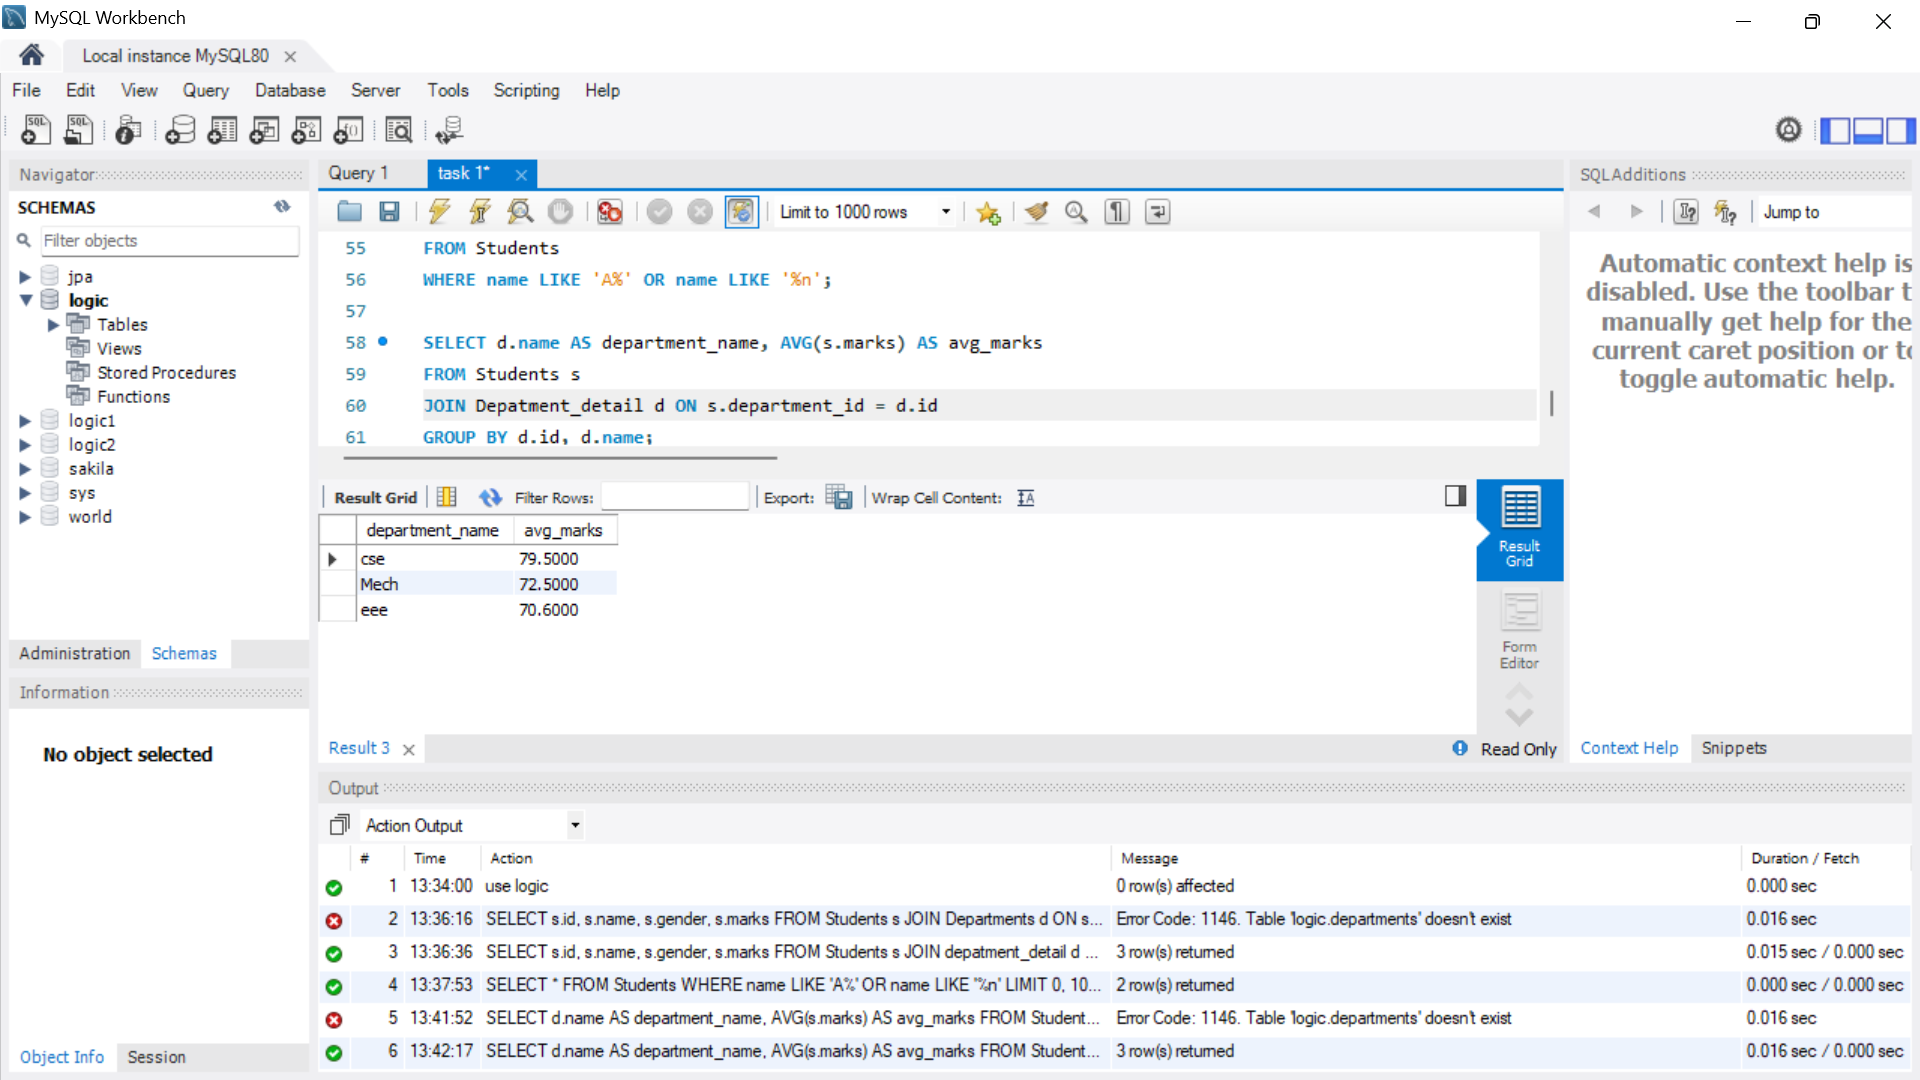 MySQL Workbench
Local instance MySQL80
File Edit View Query Database Server Tools Scripting Help
Navigator
SCHEMAS
Filter objects
jpa
logic
Tables
Views
Stored Procedures
Functions
logic1
logic2
sakila
sys
world
Administration Schemas
Information
No object selected
Object Info Session
Query 1 task 1*
Limit to 1000 rows
55 FROM Students
56 WHERE name LIKE 'A%' OR name LIKE '%n';
57
58 SELECT d.name AS department_name, AVG(s.marks) AS avg_marks
59 FROM Students s
60 JOIN Depatment_detail d ON s.department_id = d.id
61 GROUP BY d.id, d.name;
Result Grid Filter Rows: Export: Wrap Cell Content:
department_name avg_marks
cse 79.5000
Mech 72.5000
eee 70.6000
Result
Grid
Form
Editor
Result 3 Read Only
SQLAdditions
Jump to
Automatic context help is
disabled. Use the toolbar t
manually get help for the
current caret position or to
toggle automatic help.
Context Help Snippets
Output
Action Output
# Time Action Message Duration / Fetch
1 13:34:00 use logic 0 row(s) affected 0.000 sec
2 13:36:16 SELECT s.id, s.name, s.gender, s.marks FROM Students s JOIN Departments d ON s... Error Code: 1146. Table 'logic.departments' doesn't exist 0.016 sec
3 13:36:36 SELECT s.id, s.name, s.gender, s.marks FROM Students s JOIN depatment_detail d ... 3 row(s) returned 0.015 sec / 0.000 sec
4 13:37:53 SELECT * FROM Students WHERE name LIKE 'A%' OR name LIKE '%n' LIMIT 0, 10... 2 row(s) returned 0.000 sec / 0.000 sec
5 13:41:52 SELECT d.name AS department_name, AVG(s.marks) AS avg_marks FROM Student... Error Code: 1146. Table 'logic.departments' doesn't exist 0.016 sec
6 13:42:17 SELECT d.name AS department_name, AVG(s.marks) AS avg_marks FROM Student... 3 row(s) returned 0.016 sec / 0.000 sec